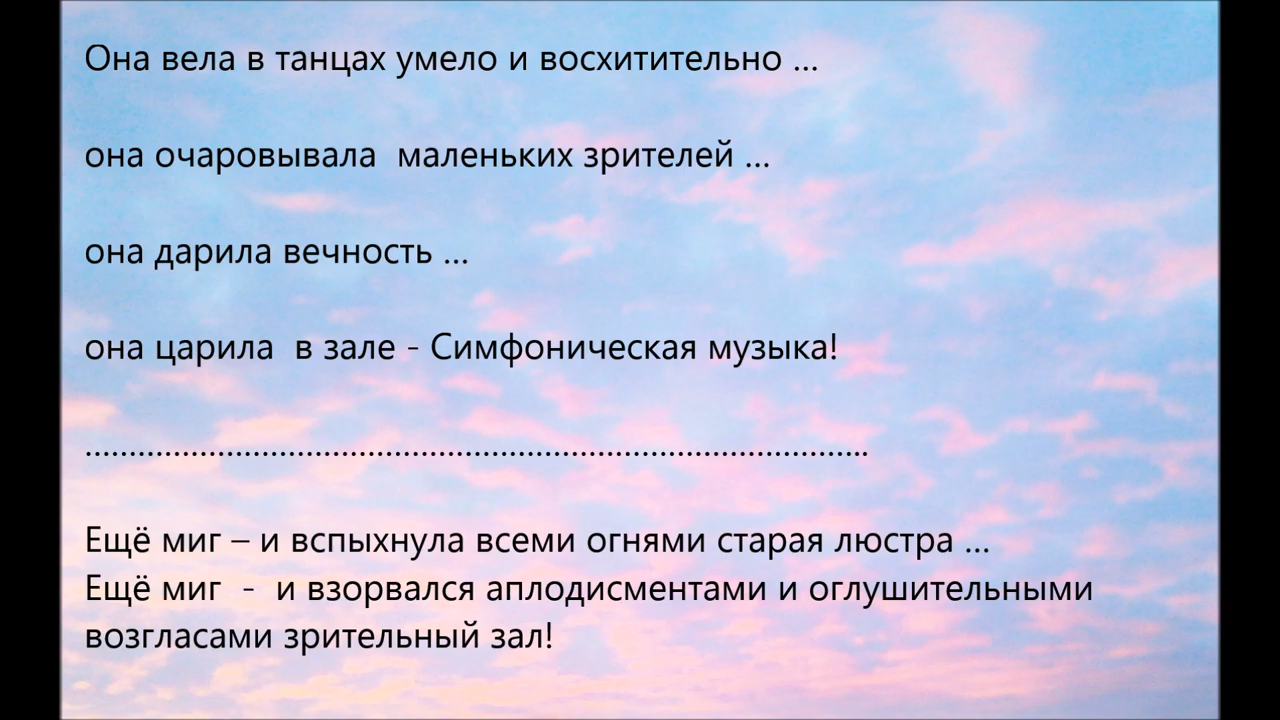 Она вела в танцах умело и восхитительно ...
она очаровывала  маленьких зрителей ...
она дарила вечность ...
она царила  в зале - Симфоническая музыка!
................................................................................
Ещё миг – и вспыхнула всеми огнями старая люстра ...
Ещё миг  -  и взорвался аплодисментами и оглушительными
возгласами зрительный зал!